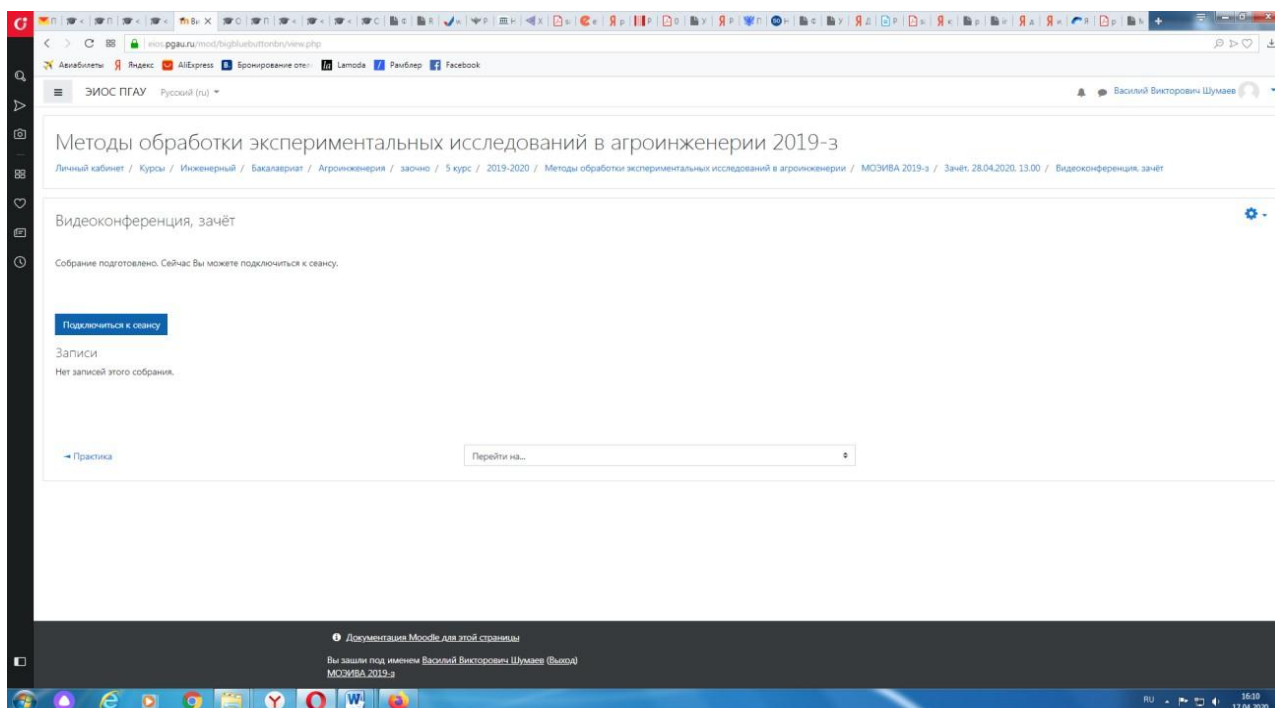 eios.pgau.ru/mod/bigbluebuttonbn/view.php
Авиабилеты Яндекс AliExpress Бронирование отел Lamoda Рамблер Facebook
ЭИОС ПГАУ Русский (ru) Василий Викторович Шумаев
Методы обработки экспериментальных исследований в агроинженерии 2019-з
Личный кабинет / Курсы / Инженерный / Бакалавриат / Агроинженерия / заочно / 5 курс / 2019-2020 / Методы обработки экспериментальных исследований в агроинженерии / МОЭИВА 2019-з / Зачёт, 28.04.2020, 13.00 / Видеоконференция, зачёт
Видеоконференция, зачёт
Собрание подготовлено. Сейчас Вы можете подключиться к сеансу.
Подключиться к сеансу
Записи
Нет записей этого собрания.
Практика Перейти на...
Документация Moodle для этой страницы
Вы зашли под именем Василий Викторович Шумаев (Выход)
МОЭИВА 2019-з
RU 16:10
17.04.2020